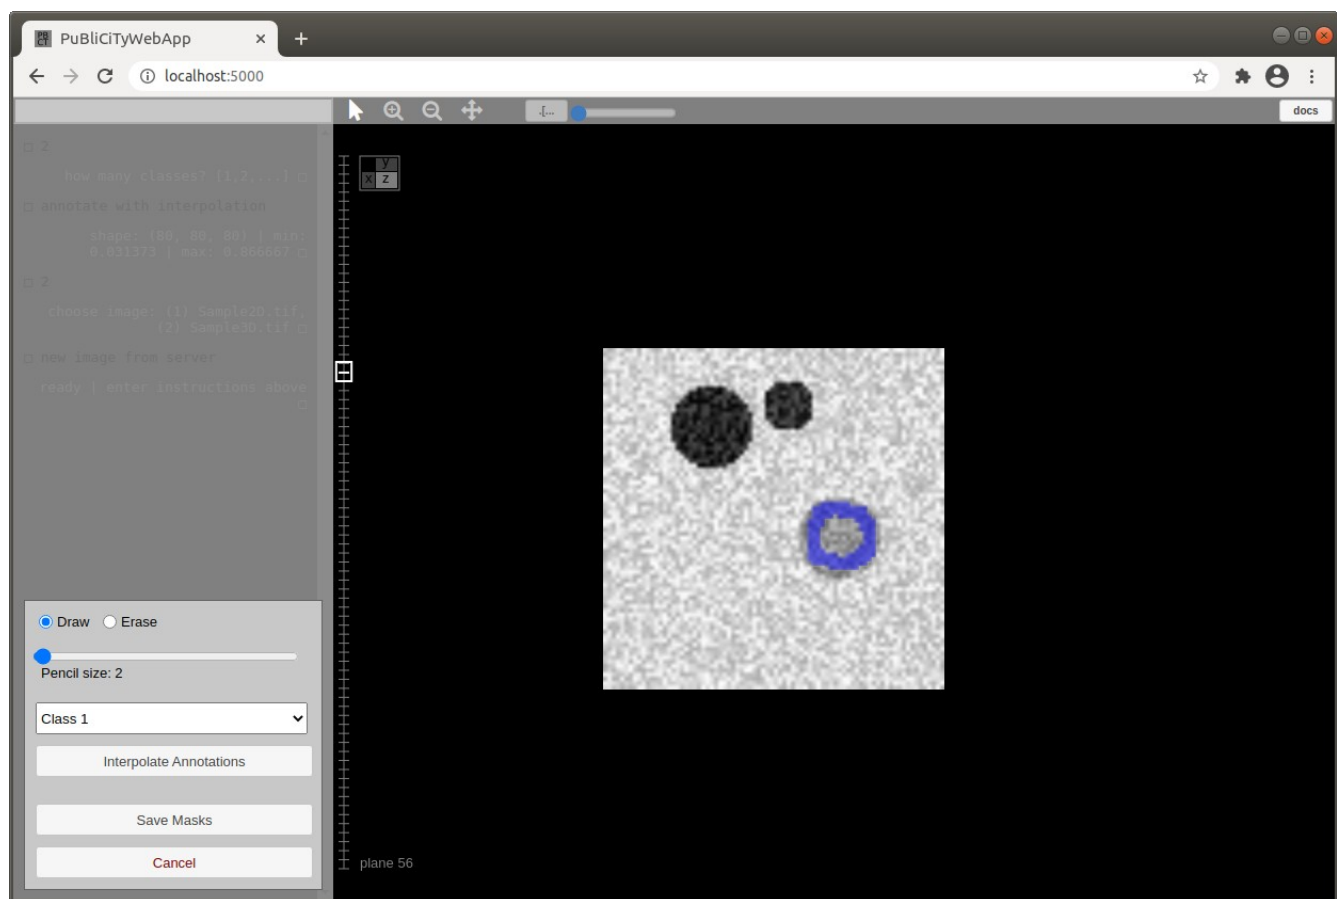 PuBliCiTyWebApp
localhost:5000
.[...
docs
2
how many classes? (1,2,...)
annotate with interpolation
shape: (80, 80, 80) | min:
0.031373 | max: 0.866667
2
choose image: (1) Sample2D.tif,
(2) Sample3D.tif
new image from server
ready | enter instructions above
y
x z
Draw Erase
Pencil size: 2
Class 1
Interpolate Annotations
Save Masks
Cancel
plane 56